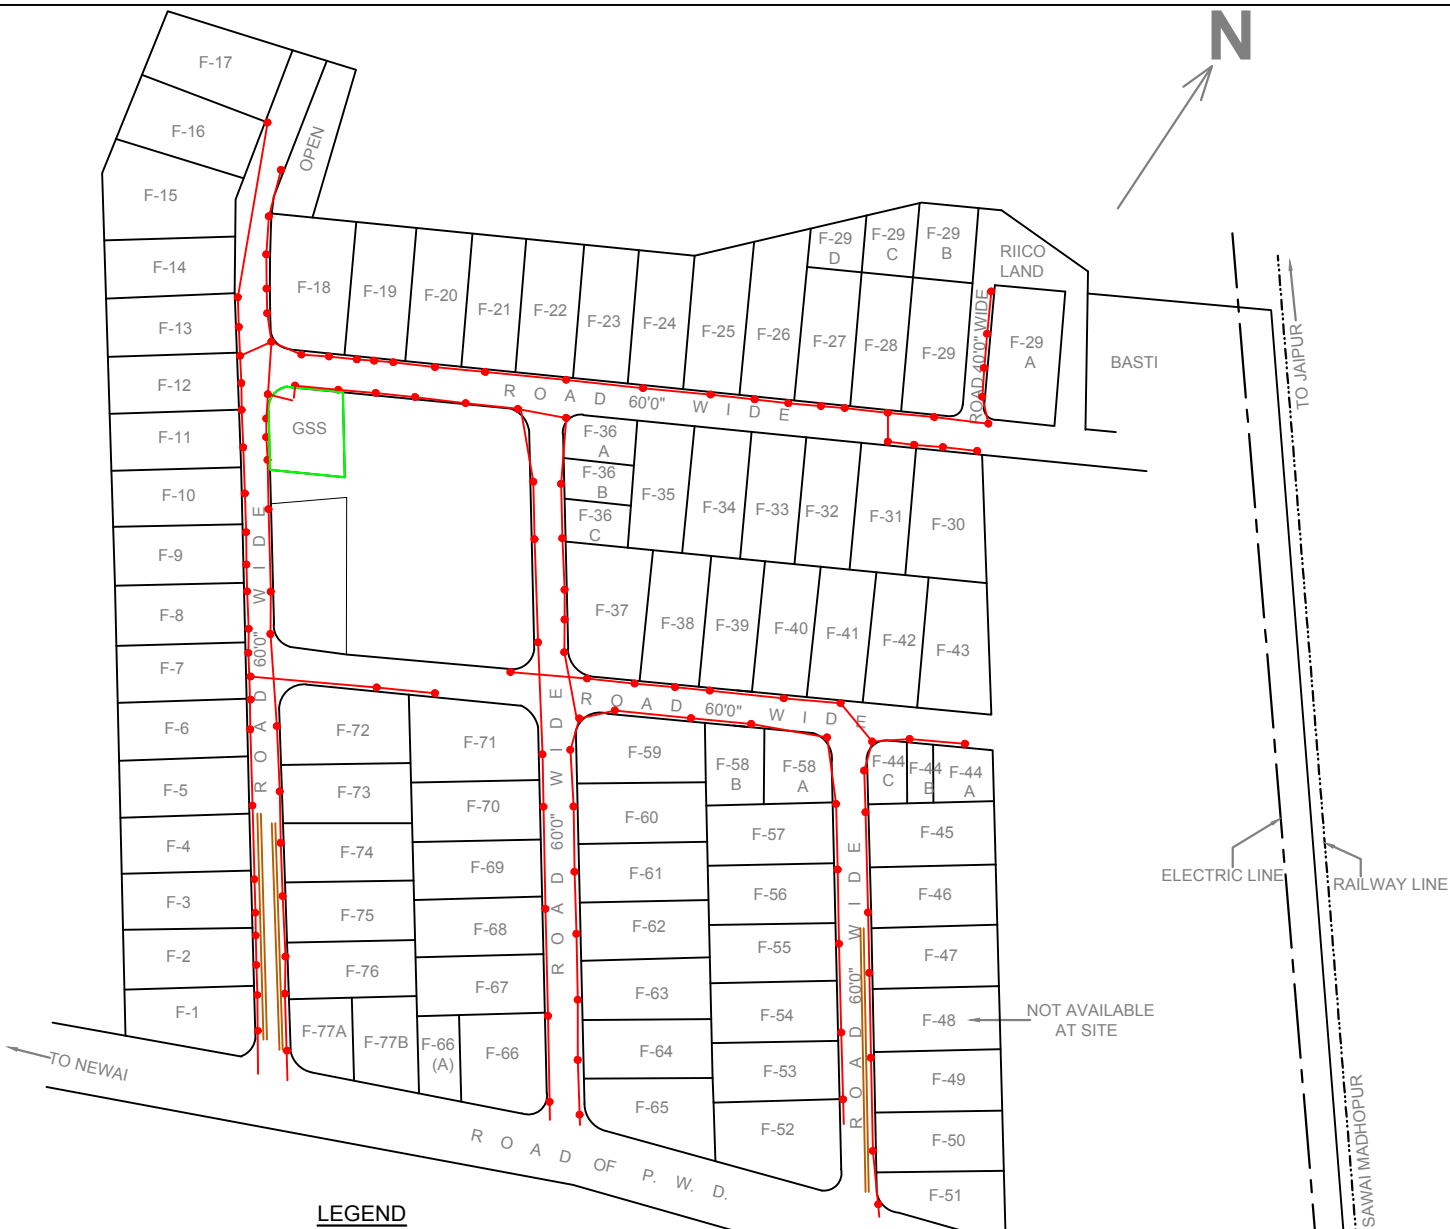 N
F-17
F-16
OPEN
F-15
F-14
F-13
F-12
F-11
F-10
F-9
F-8
F-7
F-6
F-5
F-4
F-3
F-2
F-1
F-18
F-19
F-20
F-21
F-22
F-23
F-24
F-25
F-26
F-27
F-28
F-29
F-29
D
F-29
C
F-29
B
RIICO
LAND
F-29
A
ROAD 40'0" WIDE
BASTI
TO JAIPUR
ROAD 60'0" WIDE
GSS
F-36
A
F-36
B
F-36
C
F-35
F-34
F-33
F-32
F-31
F-30
F-37
F-38
F-39
F-40
F-41
F-42
F-43
ROAD 60'0" WIDE
ROAD 60'0" WIDE
ROAD 60'0" WIDE
F-72
F-71
F-73
F-70
F-74
F-69
F-75
F-68
F-76
F-67
F-77A
F-77B
F-66
(A)
F-66
F-59
F-58
B
F-58
A
F-60
F-57
F-61
F-56
F-62
F-55
F-63
F-54
F-64
F-53
F-65
F-52
ROAD 60'0" WIDE
F-44
C
F-44
B
F-44
A
F-45
F-46
F-47
F-48
NOT AVAILABLE
AT SITE
F-49
F-50
F-51
ELECTRIC LINE
RAILWAY LINE
SAWAI MADHOPUR
TO NEWAI
ROAD OF P. W. D.
LEGEND